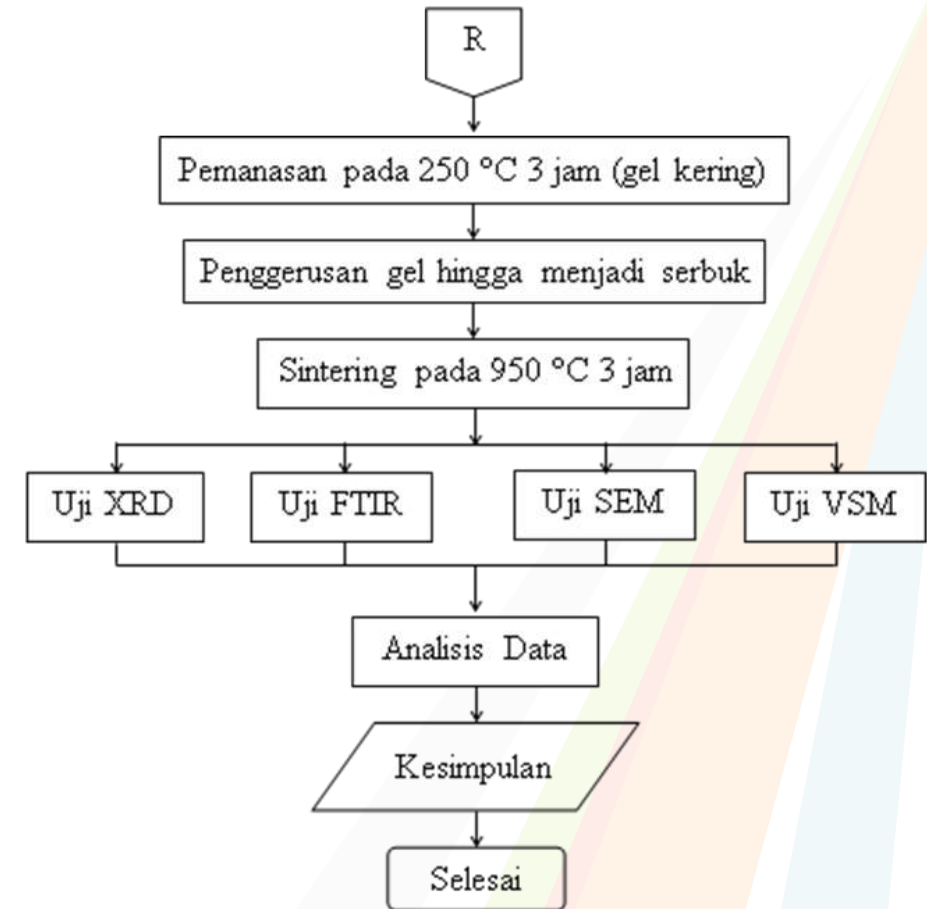 R
Pemanasan pada 250 °C 3 jam (gel kering)
Penggerusan gel hingga menjadi serbuk
Sintering pada 950 °C 3 jam
Uji XRD
Uji FTIR
Uji SEM
Uji VSM
Analisis Data
Kesimpulan
Selesai